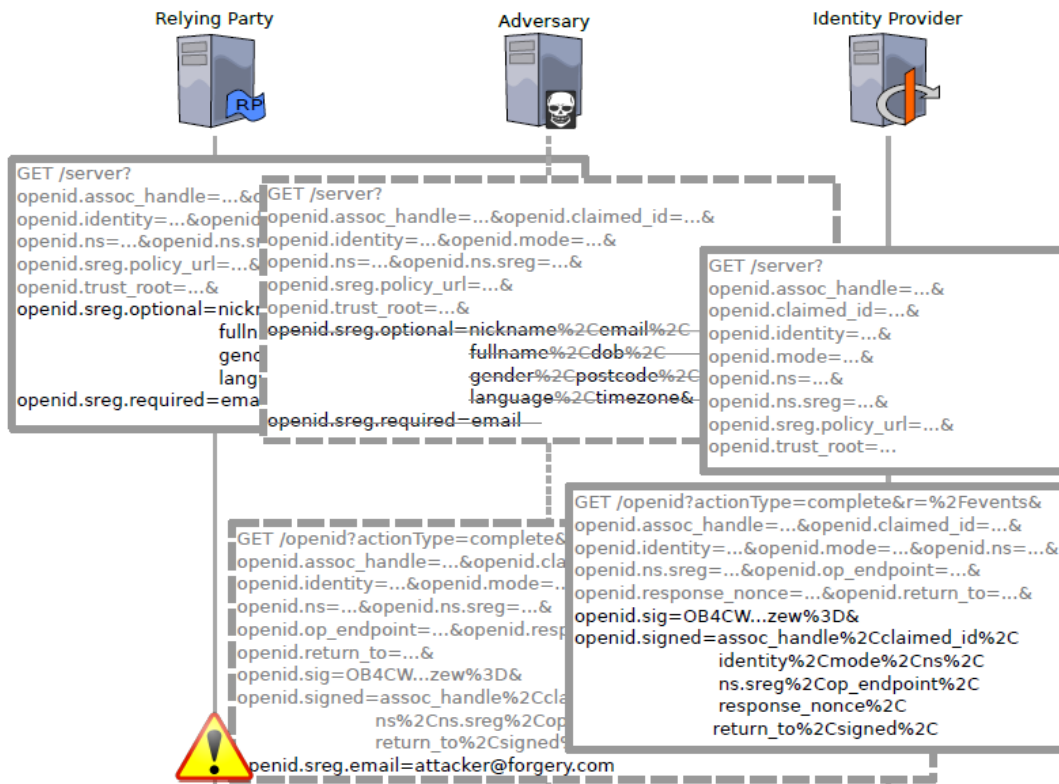 Relying Party
Adversary
Identity Provider
RP
GET /server?
openid.assoc_handle=...&
openid.identity=...&openid
openid.ns=...&openid.ns.sr
openid.sreg.policy_url=...&
openid.trust_root=...&
openid.sreg.optional=nickn
fulln
gend
langu
openid.sreg.required=ema
GET /server?
openid.assoc_handle=...&openid.claimed_id=...&
openid.identity=...&openid.mode=...&
openid.ns=...&openid.ns.sreg=...&
openid.sreg.policy_url=...&
openid.trust_root=...&
openid.sreg.optional=nickname%2Cemail%2C
fullname%2Cdob%2C
gender%2Cpostcode%2C
language%2Ctimezone&
openid.sreg.required=email
GET /server?
openid.assoc_handle=...&
openid.claimed_id=...&
openid.identity=...&
openid.mode=...&
openid.ns=...&
openid.ns.sreg=...&
openid.sreg.policy_url=...&
openid.trust_root=...
GET /openid?actionType=complete&r=%2Fevents&
openid.assoc_handle=...&openid.claimed_id=...&
openid.identity=...&openid.mode=...&openid.ns=...&
openid.ns.sreg=...&openid.op_endpoint=...&
openid.response_nonce=...&openid.return_to=...&
openid.sig=OB4CW...zew%3D&
openid.signed=assoc_handle%2Cclaimed_id%2C
identity%2Cmode%2Cns%2C
ns.sreg%2Cop_endpoint%2C
response_nonce%2C
return_to%2Csigned%2C
GET /openid?actionType=complete&
openid.assoc_handle=...&openid.cla
openid.identity=...&openid.mode=...
openid.ns=...&openid.ns.sreg=...&
openid.op_endpoint=...&openid.resp
openid.return_to=...&
openid.sig=OB4CW...zew%3D&
openid.signed=assoc_handle%2Ccla
ns%2Cns.sreg%2Cop
return_to%2Csigned%
openid.sreg.email=attacker@forgery.com